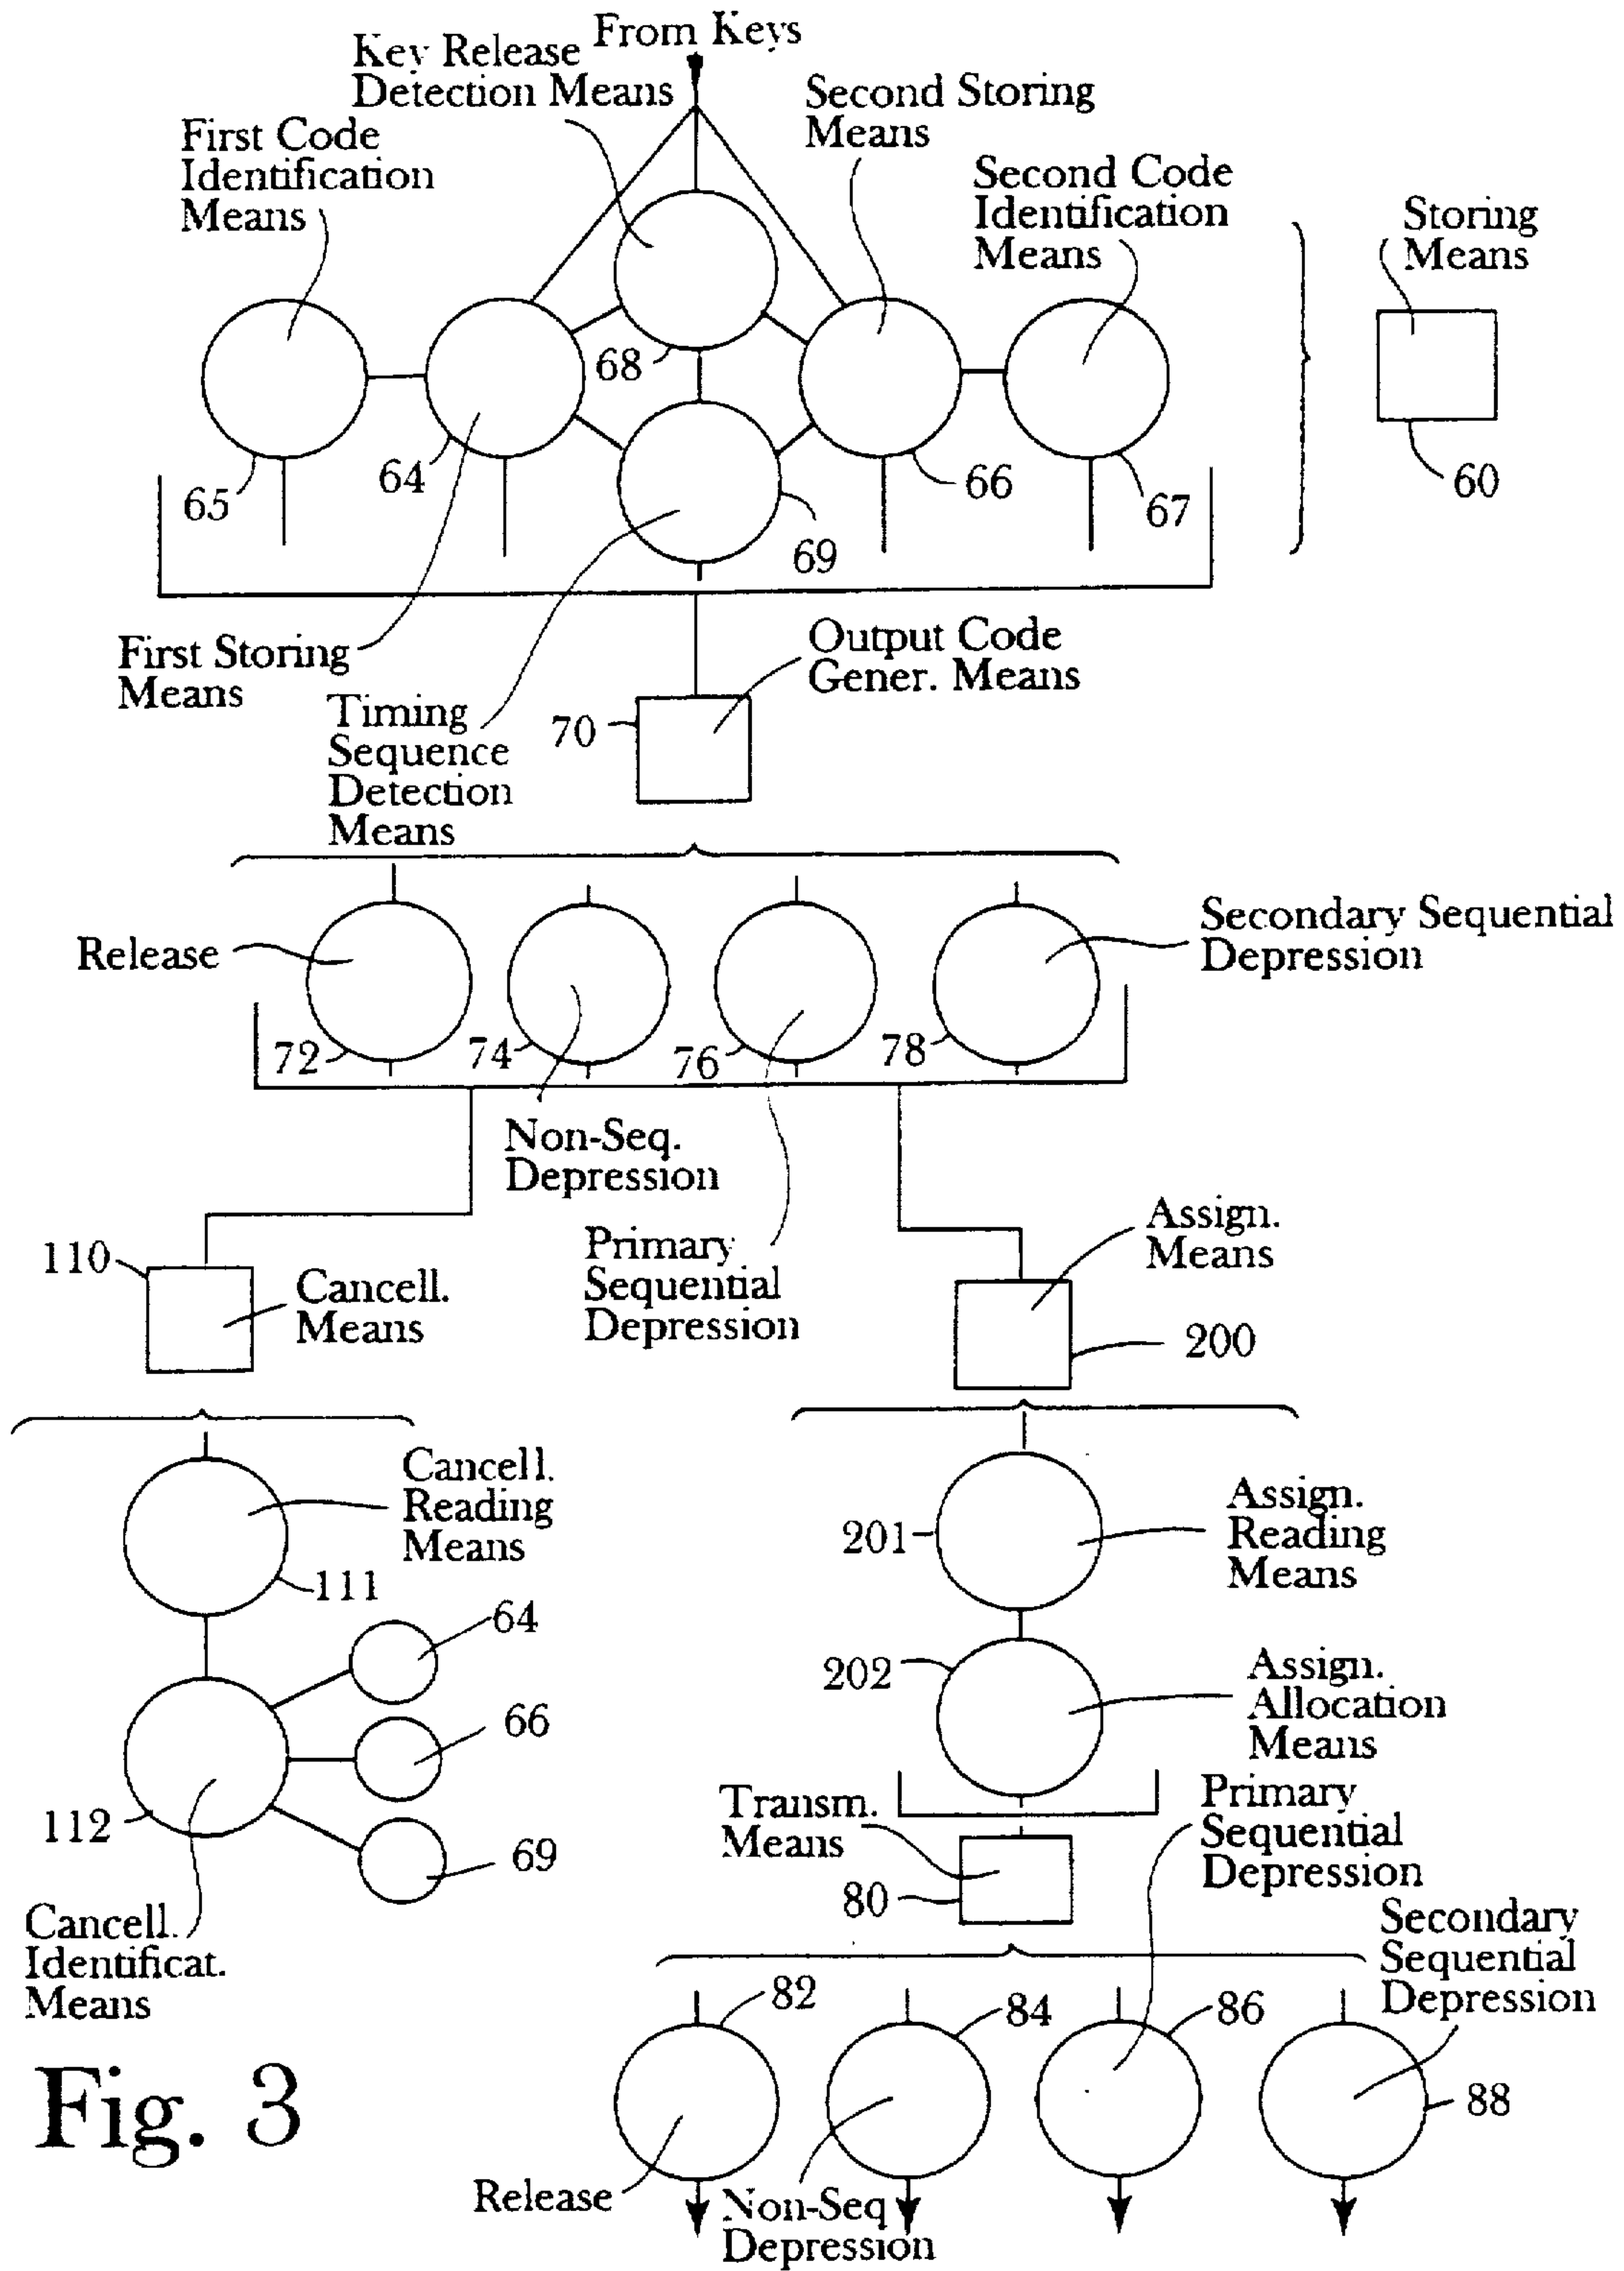 From Keys
Key Release
Detection Means
Second Storing
Means
First Code
Identification
Means
Second Code
Identification
Means
Storing
Means
68
64
65
66
67
60
69
First Storing
Means
Output Code
Gener. Means
Timing
Sequence
Detection
Means
70
Release
Secondary Sequential
Depression
72
74
76
78
Non-Seq.
Depression
Primary
Sequential
Depression
Assign.
Means
110
Cancell.
Means
200
Cancell.
Reading
Means
111
201
Assign.
Reading
Means
64
66
69
112
202
Assign.
Allocation
Means
Transm.
Means
80
Primary
Sequential
Depression
Cancell.
Identificat.
Means
Secondary
Sequential
Depression
82
84
86
88
Release
Non-Seq
Depression
Fig. 3